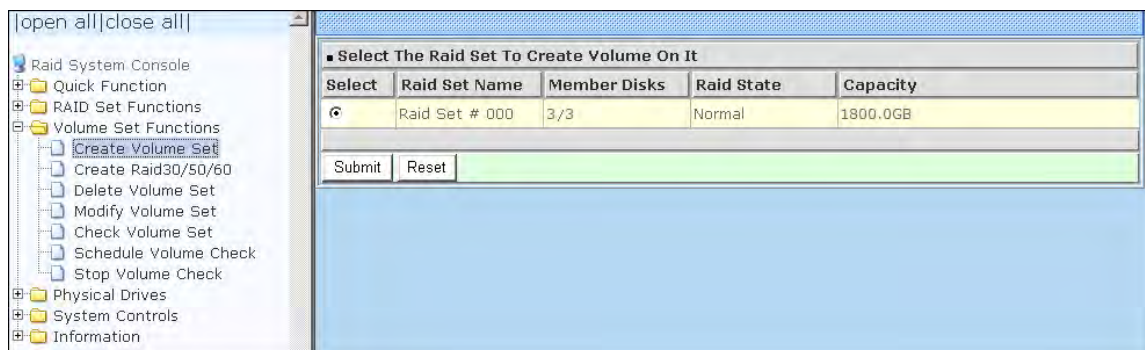 |open all|close all|
Raid System Console
Quick Function
RAID Set Functions
Volume Set Functions
Create Volume Set
Create Raid30/50/60
Delete Volume Set
Modify Volume Set
Check Volume Set
Schedule Volume Check
Stop Volume Check
Physical Drives
System Controls
Information
Select The Raid Set To Create Volume On It
Select Raid Set Name Member Disks Raid State Capacity
Raid Set # 000 3/3 Normal 1800.0GB
Submit Reset